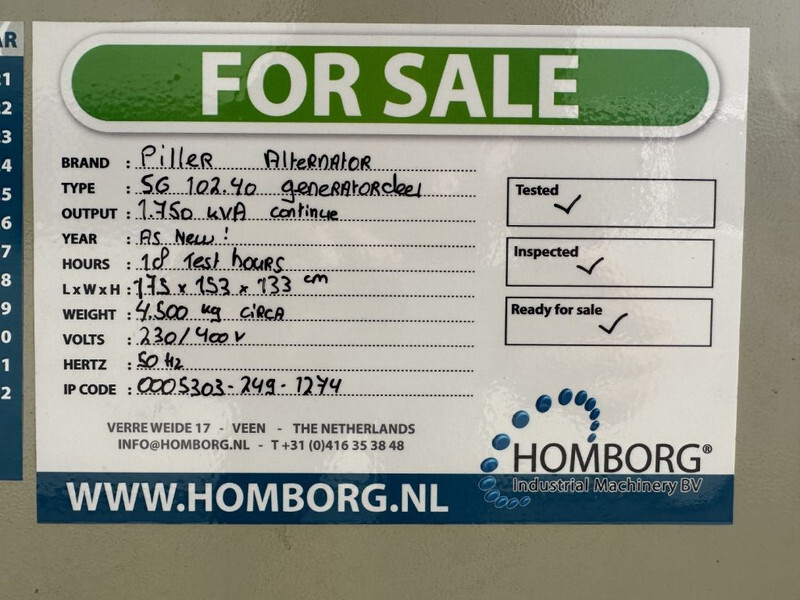 FOR SALE
BRAND : Piller Alternator
TYPE : SG 102.40 generatordeel
OUTPUT : 1.750 kVA continue
YEAR : As New!
HOURS : 10 Test hours
L x W x H : 175 x 153 x 133 cm
WEIGHT : 4.500 kg circa
VOLTS : 230/400 V
HERTZ : 50 Hz
IP CODE : 0005303-249-1274
Tested ✓
Inspected ✓
Ready for sale ✓
VERRE WEIDE 17 - VEEN - THE NETHERLANDS
INFO@HOMBORG.NL - T +31 (0)416 35 38 48
HOMBORG®
Industrial Machinery BV
WWW.HOMBORG.NL